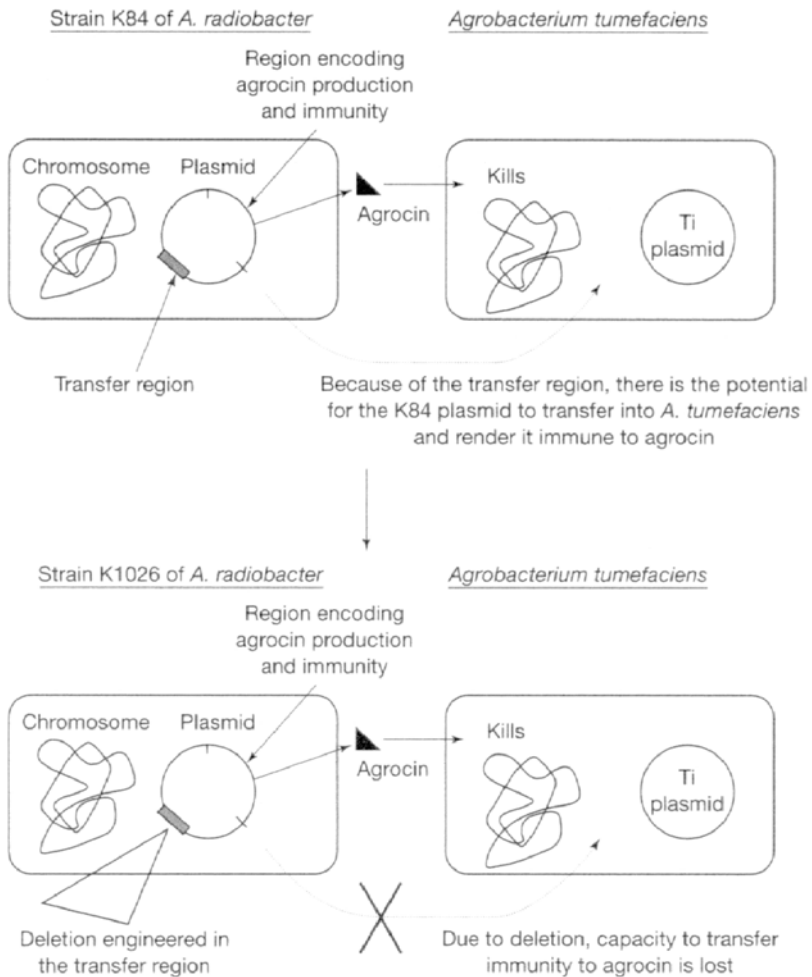 Strain K84 of A. radiobacter
Agrobacterium tumefaciens
Region encoding
agrocin production
and immunity
Chromosome
Plasmid
Agrocin
Kills
Ti
plasmid
Transfer region
Because of the transfer region, there is the potential
for the K84 plasmid to transfer into A. tumefaciens
and render it immune to agrocin
Strain K1026 of A. radiobacter
Agrobacterium tumefaciens
Region encoding
agrocin production
and immunity
Chromosome
Plasmid
Agrocin
Kills
Ti
plasmid
Deletion engineered in
the transfer region
Due to deletion, capacity to transfer
immunity to agrocin is lost